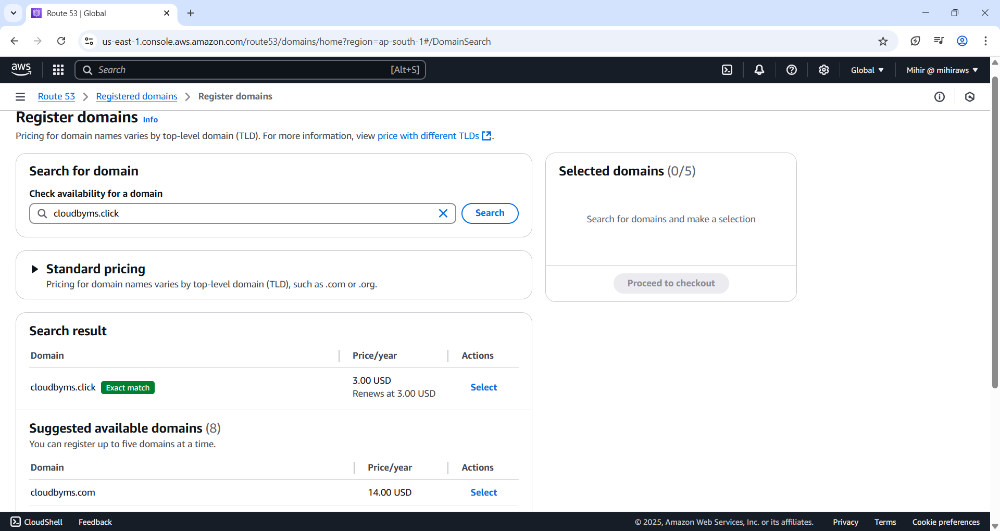 Route 53 | Global
us-east-1.console.aws.amazon.com/route53/domains/home?region=ap-south-1#/DomainSearch
aws
Search
[Alt+S]
Global
Mihir @ mihiraws
Route 53
Registered domains
Register domains
Register domains Info
Pricing for domain names varies by top-level domain (TLD). For more information, view price with different TLDs.
Search for domain
Check availability for a domain
cloudbyms.click
Search
Selected domains (0/5)
Search for domains and make a selection
Proceed to checkout
Standard pricing
Pricing for domain names varies by top-level domain (TLD), such as .com or .org.
Search result
Domain Price/year Actions
cloudbyms.click Exact match
3.00 USD
Renews at 3.00 USD
Select
Suggested available domains (8)
You can register up to five domains at a time.
Domain Price/year Actions
cloudbyms.com 14.00 USD Select
CloudShell Feedback © 2025, Amazon Web Services, Inc. or its affiliates. Privacy Terms Cookie preferences